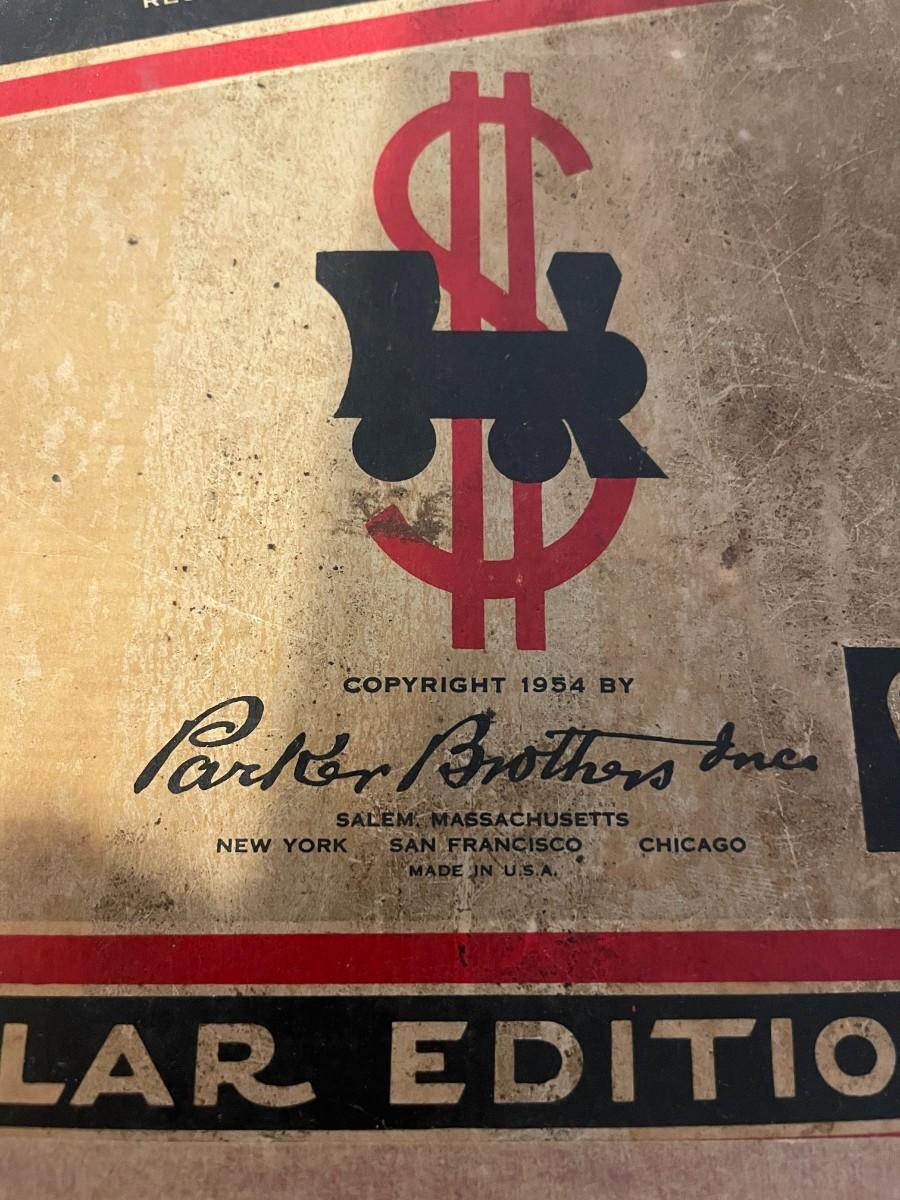 COPYRIGHT 1954 BY
Parker Brothers Inc.
SALEM, MASSACHUSETTS
NEW YORK SAN FRANCISCO CHICAGO
MADE IN U.S.A.
LAR EDITIO